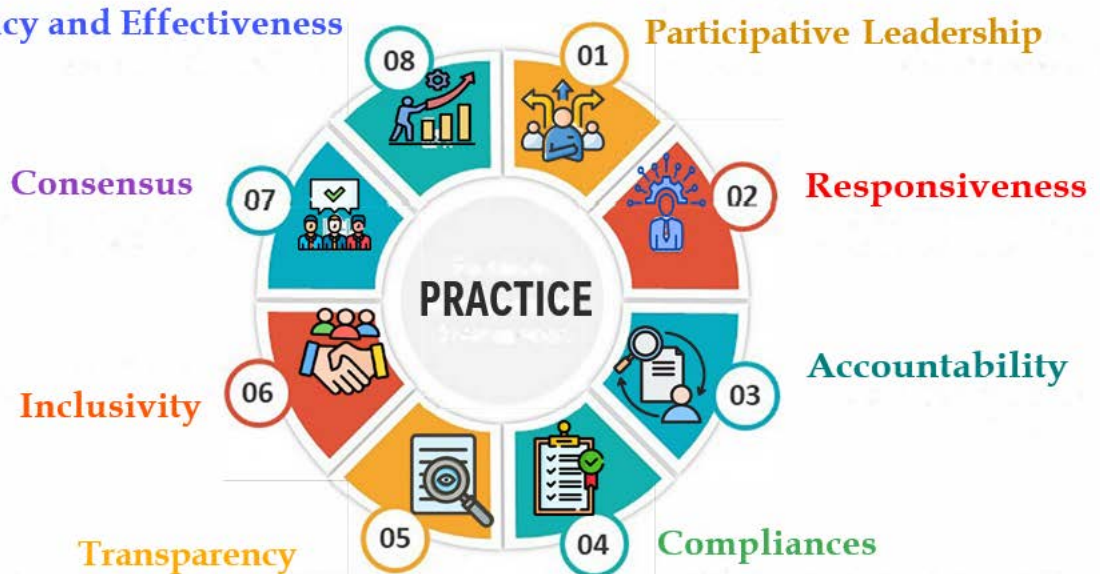 cy and Effectiveness
08
01
Participative Leadership
Consensus
07
02
Responsiveness
PRACTICE
Inclusivity
06
03
Accountability
Transparency
05
04
Compliances